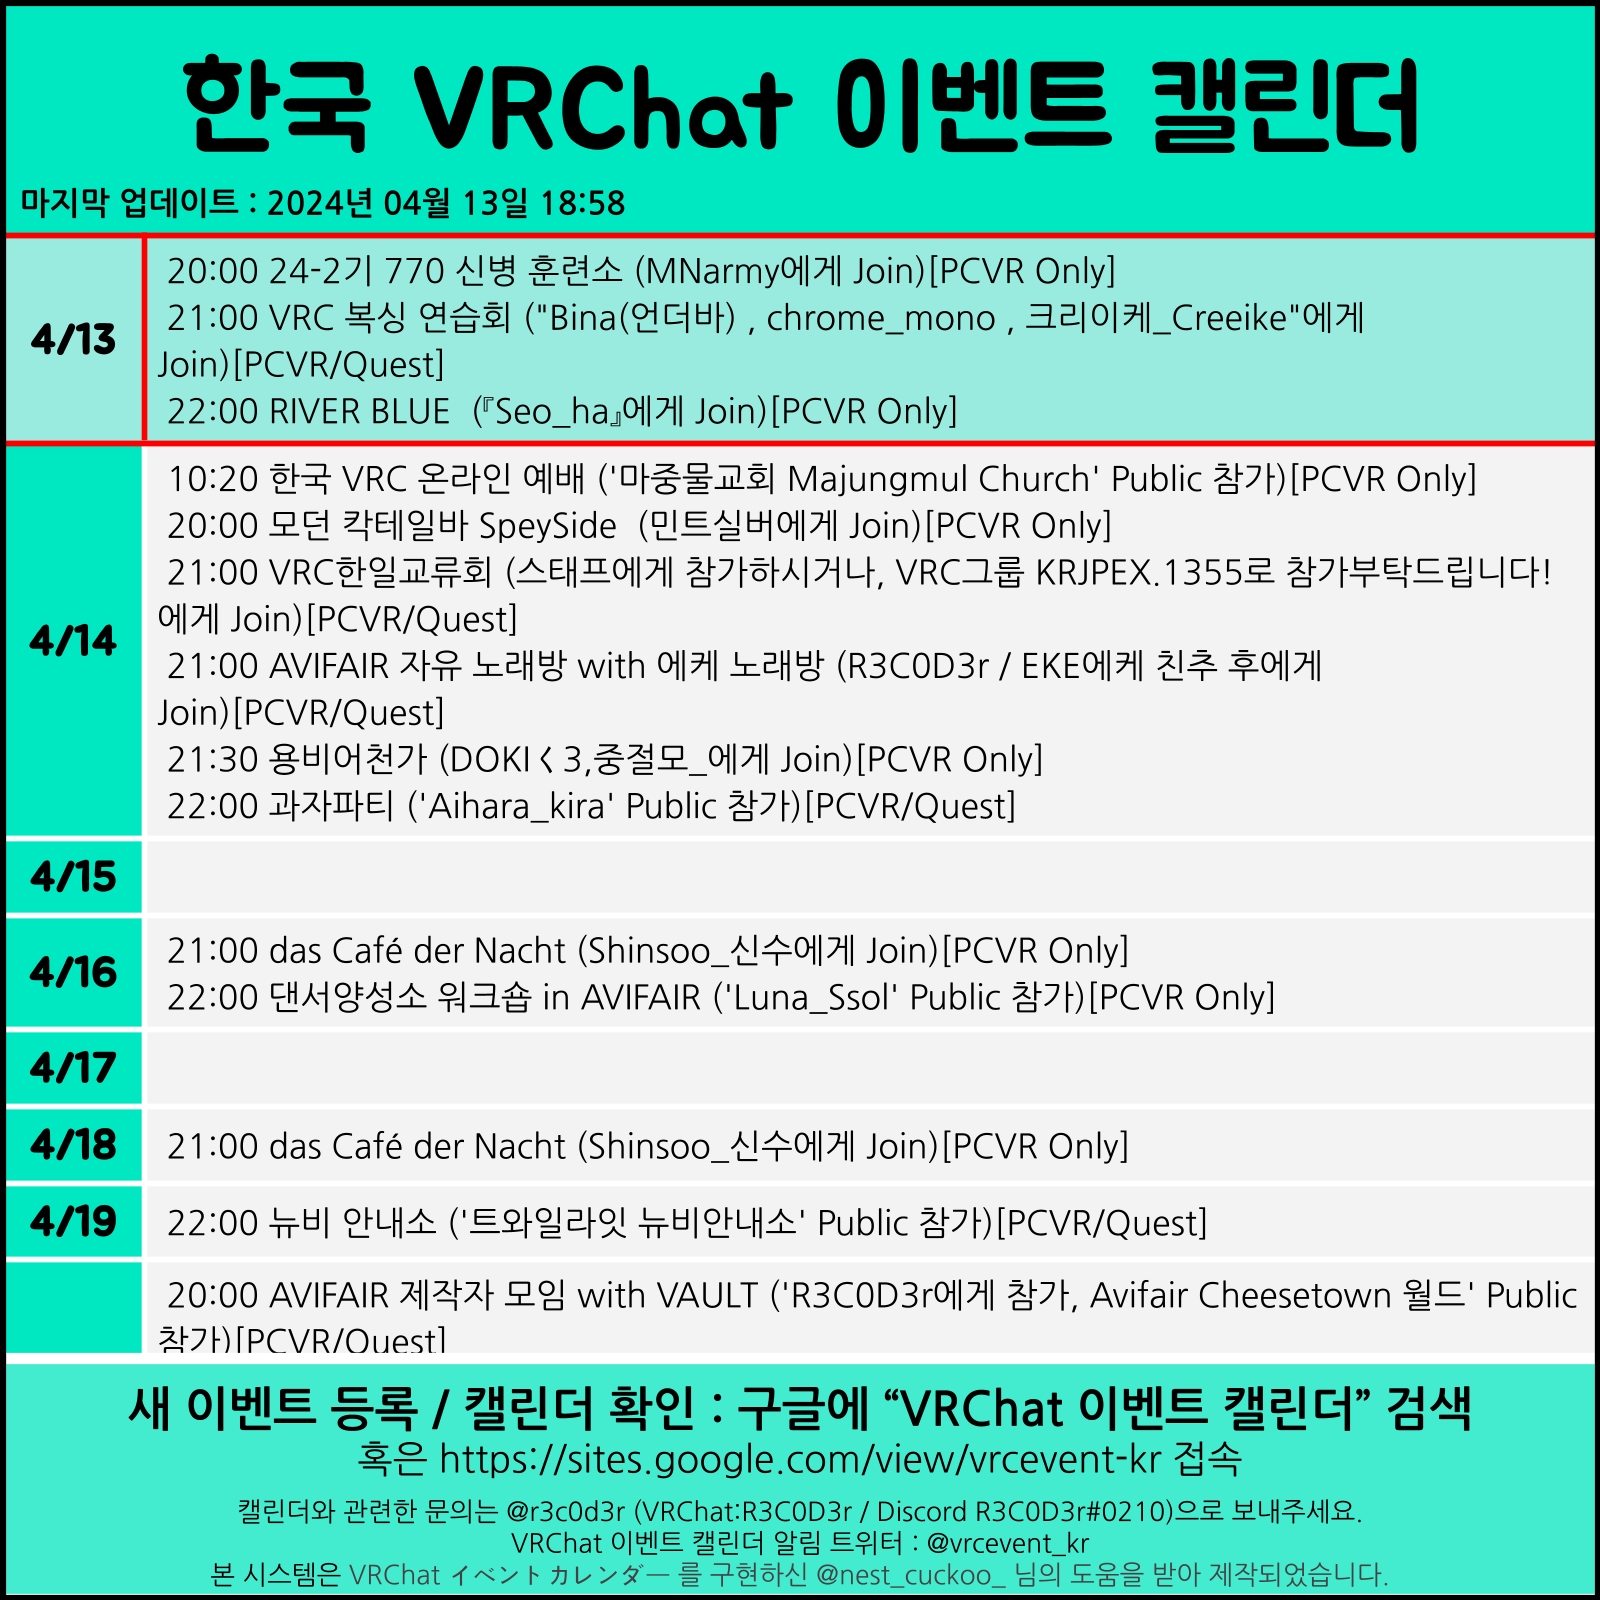 한국 VRChat 이벤트 캘린더
마지막 업데이트 : 2024년 04월 13일 18:58
4/13
20:00 24-2기 770 신병 훈련소 (MNarmy에게 Join)[PCVR Only]
21:00 VRC 복싱 연습회 ("Bina(언더바) , chrome_mono , 크리이케_Creeike"에게
Join)[PCVR/Quest]
22:00 RIVER BLUE (『Seo_ha』에게 Join)[PCVR Only]
4/14
10:20 한국 VRC 온라인 예배 ('마중물교회 Majungmul Church' Public 참가)[PCVR Only]
20:00 모던 칵테일바 SpeySide (민트실버에게 Join)[PCVR Only]
21:00 VRC한일교류회 (스태프에게 참가하시거나, VRC그룹 KRJPEX.1355로 참가부탁드립니다!
에게 Join)[PCVR/Quest]
21:00 AVIFAIR 자유 노래방 with 에케 노래방 (R3C0D3r / EKE에케 친추 후에게
Join)[PCVR/Quest]
21:30 용비어천가 (DOKIく3,중절모_에게 Join)[PCVR Only]
22:00 과자파티 ('Aihara_kira' Public 참가)[PCVR/Quest]
4/15
4/16
21:00 das Café der Nacht (Shinsoo_신수에게 Join)[PCVR Only]
22:00 댄서양성소 워크숍 in AVIFAIR ('Luna_Ssol' Public 참가)[PCVR Only]
4/17
4/18
21:00 das Café der Nacht (Shinsoo_신수에게 Join)[PCVR Only]
4/19
22:00 뉴비 안내소 ('트와일라잇 뉴비안내소' Public 참가)[PCVR/Quest]
20:00 AVIFAIR 제작자 모임 with VAULT ('R3C0D3r에게 참가, Avifair Cheesetown 월드' Public
참가)[PCVR/Quest]
새 이벤트 등록 / 캘린더 확인 : 구글에 “VRChat 이벤트 캘린더” 검색
혹은 https://sites.google.com/view/vrcevent-kr 접속
캘린더와 관련한 문의는 @r3c0d3r (VRChat:R3C0D3r / Discord R3C0D3r#0210)으로 보내주세요.
VRChat 이벤트 캘린더 알림 트위터 : @vrcevent_kr
본 시스템은 VRChat イベントカレンダー 를 구현하신 @nest_cuckoo_ 님의 도움을 받아 제작되었습니다.